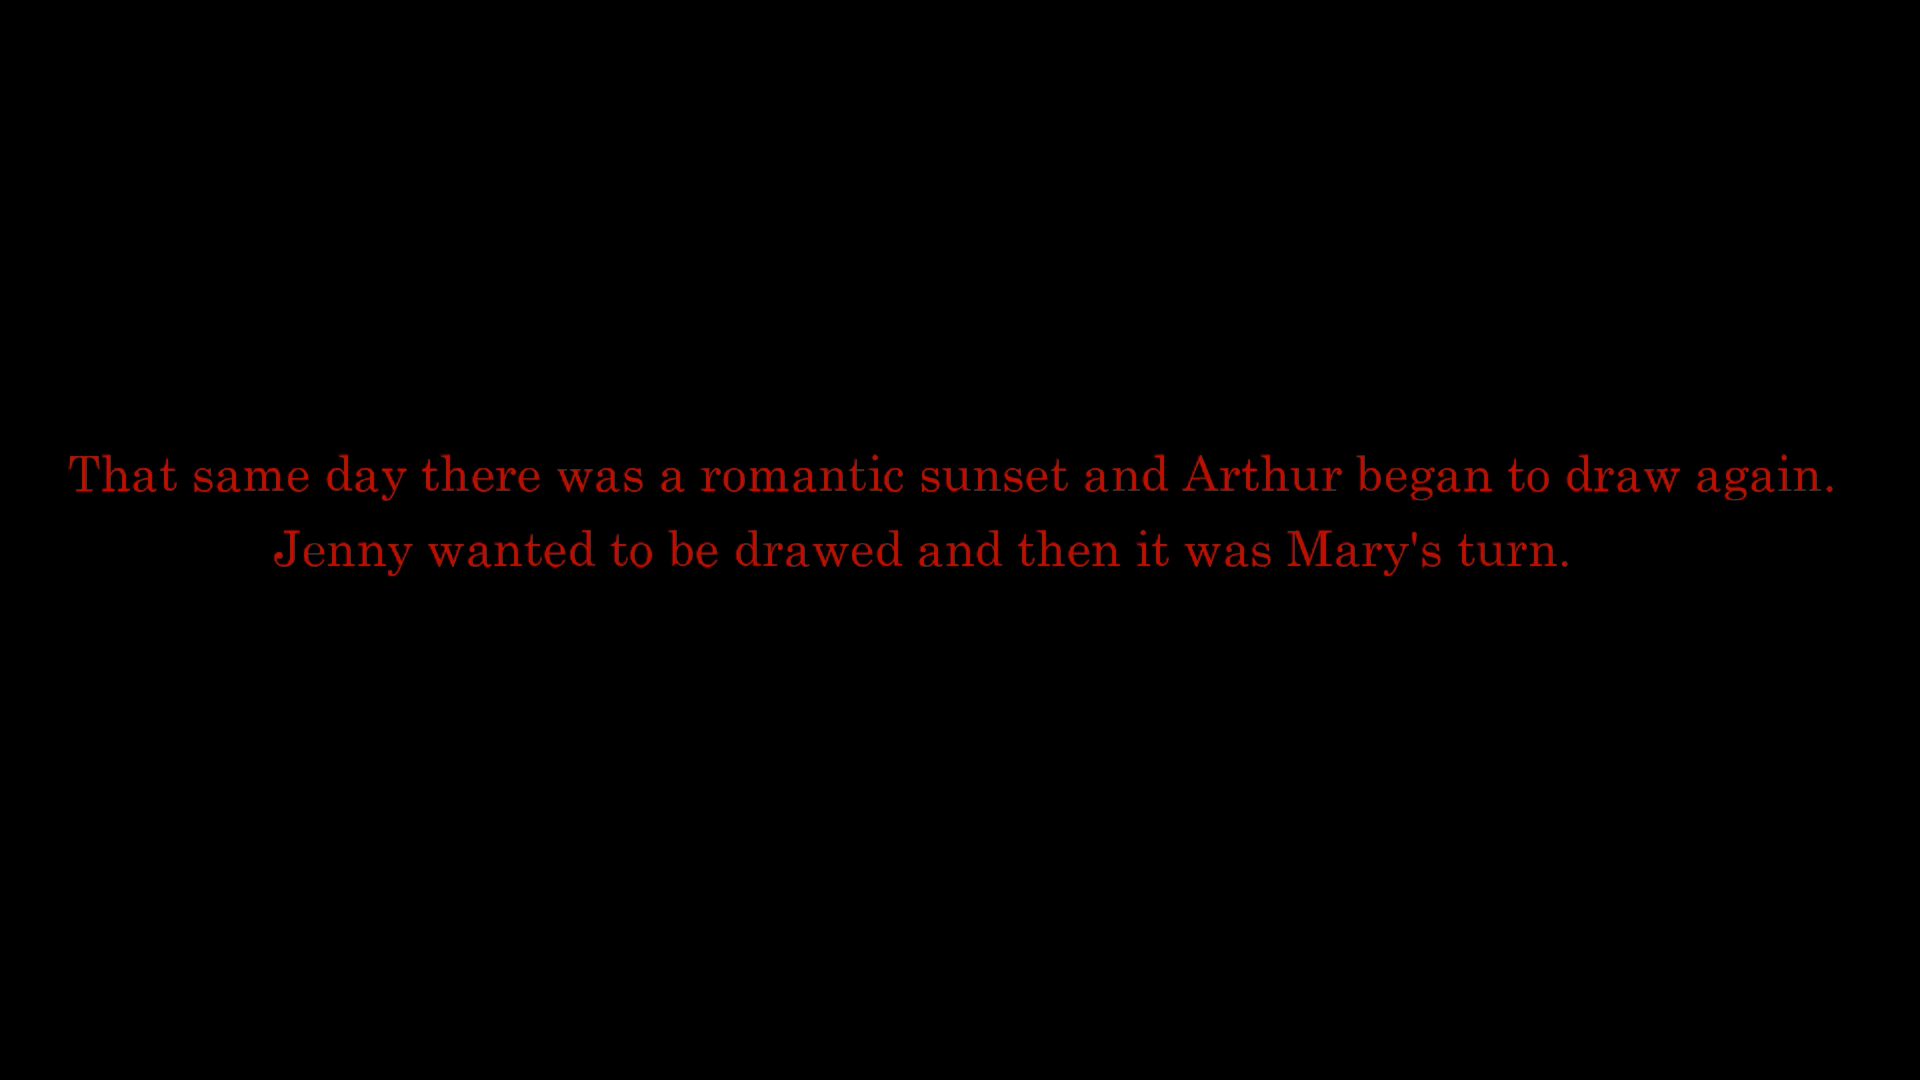 That same day there was a romantic sunset and Arthur began to draw again.
Jenny wanted to be drawed and then it was Mary's turn.